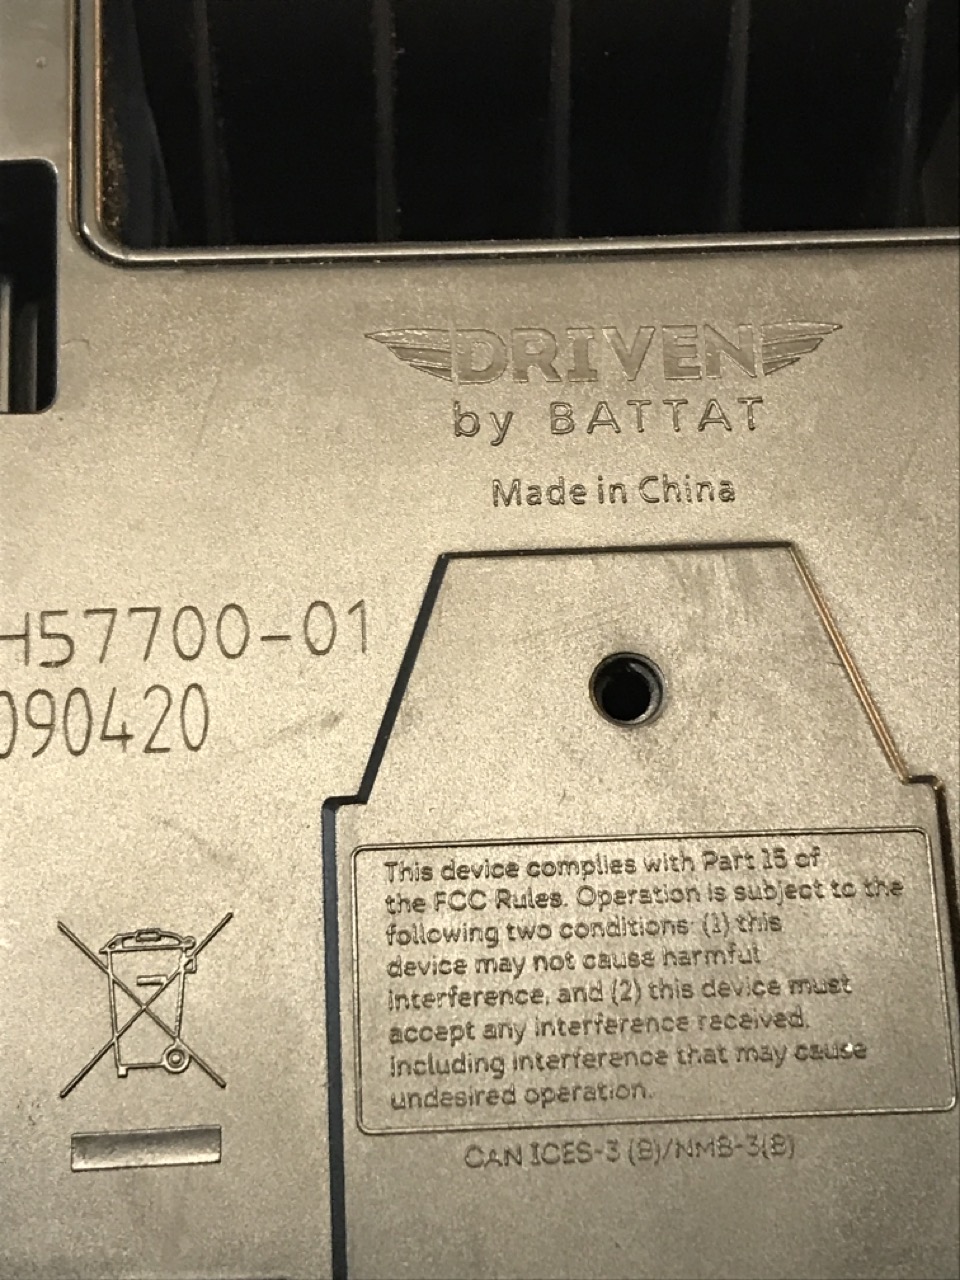 DRIVEN
by BATTAT
Made in China
H57700-01
090420
This device complies with Part 15 of
the FCC Rules. Operation is subject to the
following two conditions: (1) this
device may not cause harmful
interference, and (2) this device must
accept any interference received,
including interference that may cause
undesired operation.
CAN ICES-3 (B)/NMB-3(B)